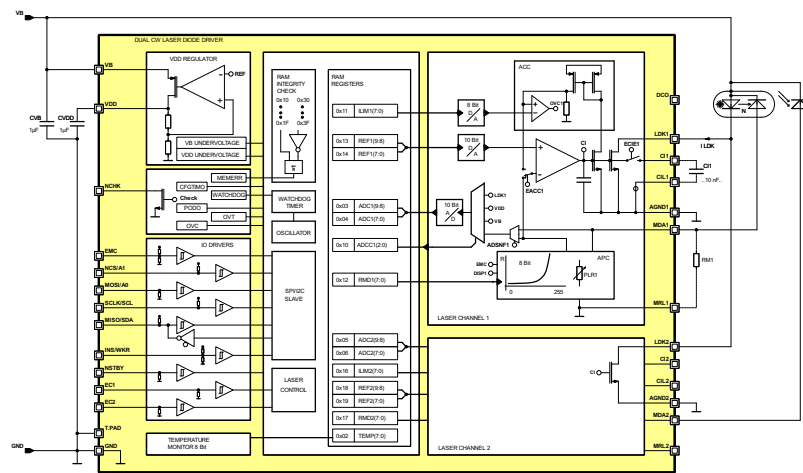 VB
DUAL CW LASER DIODE DRIVER
VB
VDD
CVB
1µF
CVDD
1µF
VDD REGULATOR
REF
VB UNDERVOLTAGE
VDD UNDERVOLTAGE
MEMERR
NCHK
Check
CFGTIMO
WATCHDOG
PODO
OVT
OVC
RAM
INTEGRITY
CHECK
0x10
0x30
0x1F
0x3F
WATCHDOG
TIMER
OSCILLATOR
IO DRIVERS
EMC
NCS/A1
MOSI/A0
SCLK/SCL
MISO/SDA
INS/WKR
NSTBY
EC1
EC2
T.PAD
GND
GND
SPI/I2C
SLAVE
LASER
CONTROL
TEMPERATURE
MONITOR 8 Bit
RAM
REGISTERS
0x11 ILIM1(7:0)
0x13 REF1(9:8)
0x14 REF1(7:0)
0x03 ADC1(9:8)
0x04 ADC1(7:0)
0x10 ADCC1(2:0)
0x12 RMD1(7:0)
0x05 ADC2(9:8)
0x06 ADC2(7:0)
0x16 ILIM2(7:0)
0x18 REF2(9:8)
0x19 REF2(7:0)
0x17 RMD2(7:0)
0x02 TEMP(7:0)
8 Bit
D
A
10 Bit
D
A
10 Bit
A
D
ACC
OVC1
CI
ECIE1
EACC1
LDK1
VDD
VB
ADSNF1
EMC
DISP1
R
8 Bit
0
255
APC
PLR1
LASER CHANNEL 1
CI
LASER CHANNEL 2
DCO
LDK1
CI1
CIL1
AGND1
MDA1
MRL1
LDK2
CI2
CIL2
AGND2
MDA2
MRL2
I LDK
CI1
.. 10 nF..
RM1
N